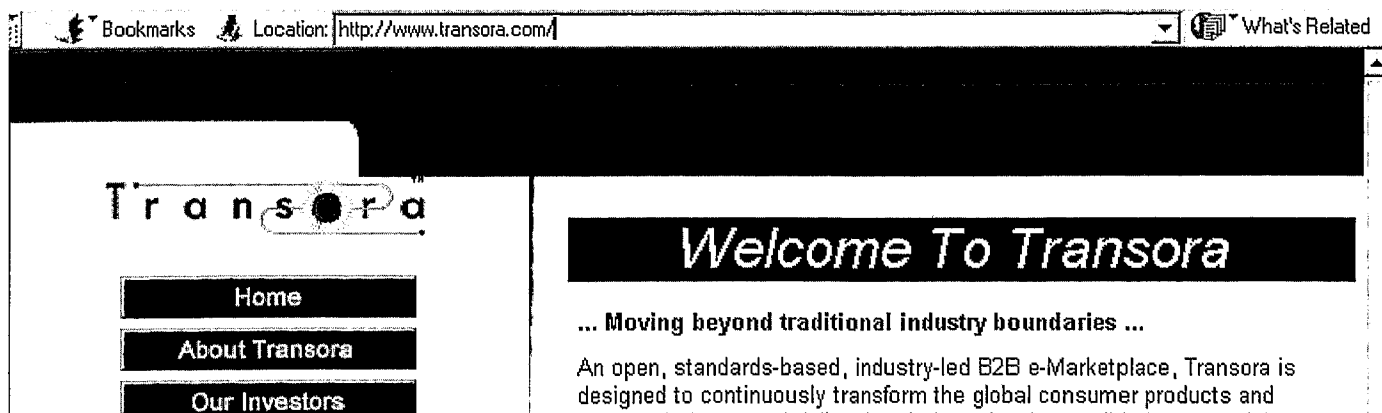 Bookmarks Location: http://www.transora.com/ What's Related
Transora TM
Welcome To Transora
Home
About Transora
Our Investors
... Moving beyond traditional industry boundaries ...
An open, standards-based, industry-led B2B e-Marketplace, Transora is
designed to continuously transform the global consumer products and